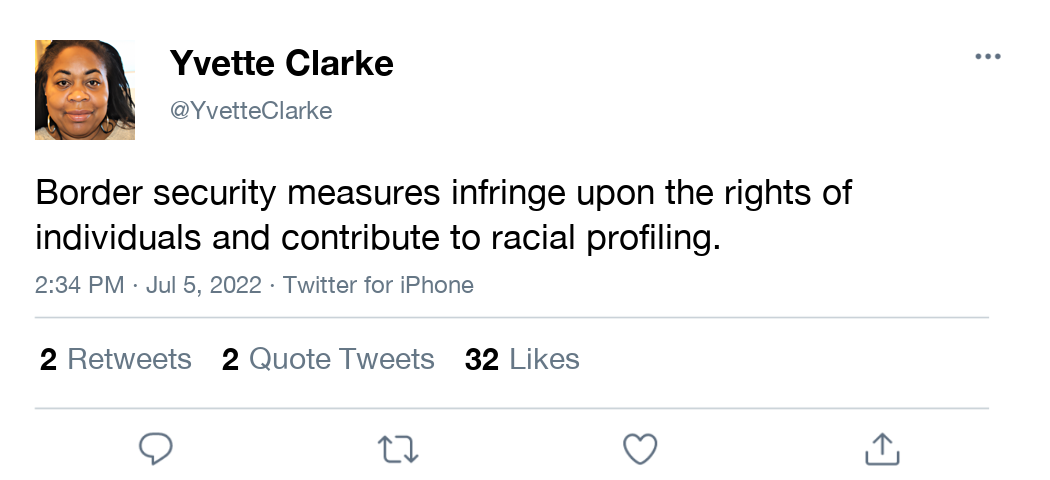 Yvette Clarke
@YvetteClarke
Border security measures infringe upon the rights of
individuals and contribute to racial profiling.
2:34 PM · Jul 5, 2022 · Twitter for iPhone
2 Retweets 2 Quote Tweets 32 Likes